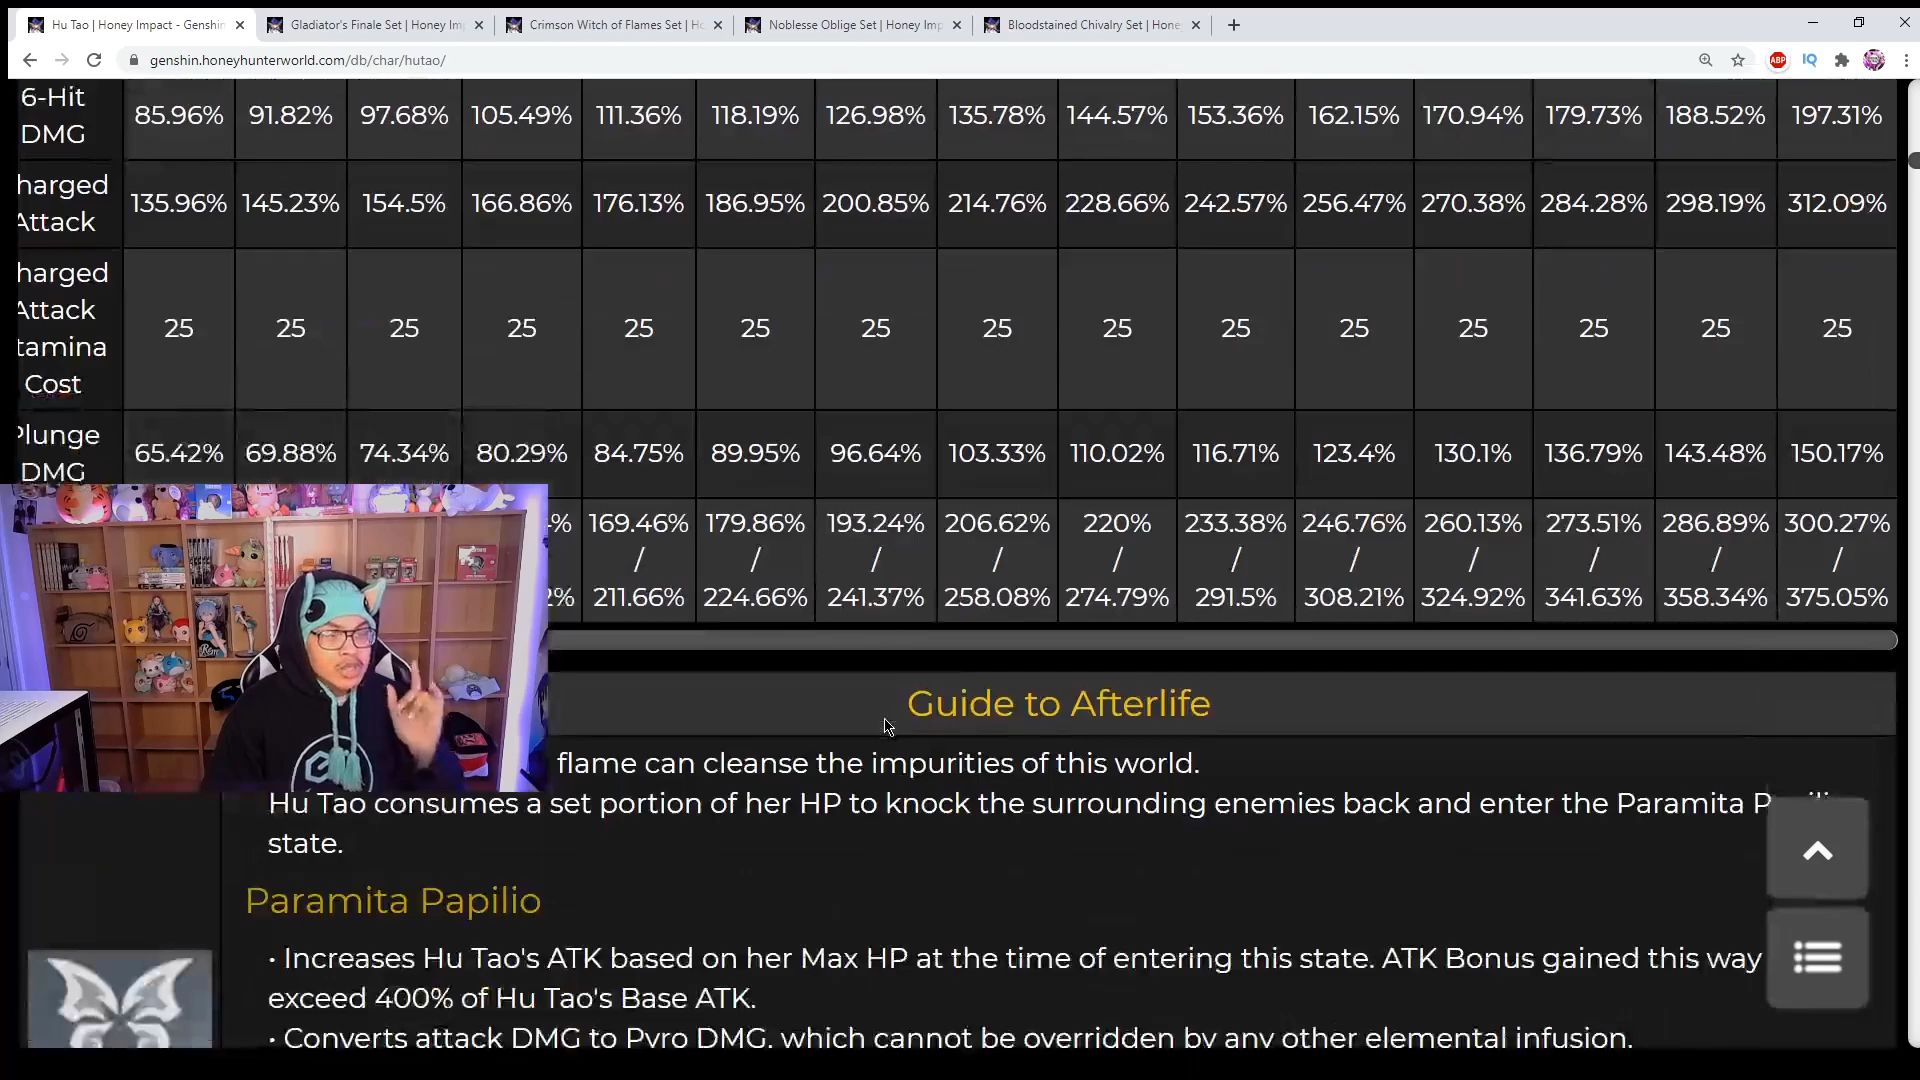 Hu Tao | Honey Impact - Genshin
Gladiator's Finale Set | Honey Im
Crimson Witch of Flames Set | Ho
Noblesse Oblige Set | Honey Imp
Bloodstained Chivalry Set | Hone
genshin.honeyhunterworld.com/db/char/hutao/
ABP
IQ
6-Hit DMG 85.96% 91.82% 97.68% 105.49% 111.36% 118.19% 126.98% 135.78% 144.57% 153.36% 162.15% 170.94% 179.73% 188.52% 197.31%
harged Attack 135.96% 145.23% 154.5% 166.86% 176.13% 186.95% 200.85% 214.76% 228.66% 242.57% 256.47% 270.38% 284.28% 298.19% 312.09%
harged Attack tamina Cost 25 25 25 25 25 25 25 25 25 25 25 25 25 25 25
Plunge DMG 65.42% 69.88% 74.34% 80.29% 84.75% 89.95% 96.64% 103.33% 110.02% 116.71% 123.4% 130.1% 136.79% 143.48% 150.17%
169.46% 179.86% 193.24% 206.62% 220% 233.38% 246.76% 260.13% 273.51% 286.89% 300.27%
/ / / / / / / / / / /
211.66% 224.66% 241.37% 258.08% 274.79% 291.5% 308.21% 324.92% 341.63% 358.34% 375.05%
Guide to Afterlife
flame can cleanse the impurities of this world.
Hu Tao consumes a set portion of her HP to knock the surrounding enemies back and enter the Paramita
state.
Paramita Papilio
• Increases Hu Tao's ATK based on her Max HP at the time of entering this state. ATK Bonus gained this way
exceed 400% of Hu Tao's Base ATK.
• Converts attack DMG to Pyro DMG, which cannot be overridden by any other elemental infusion.